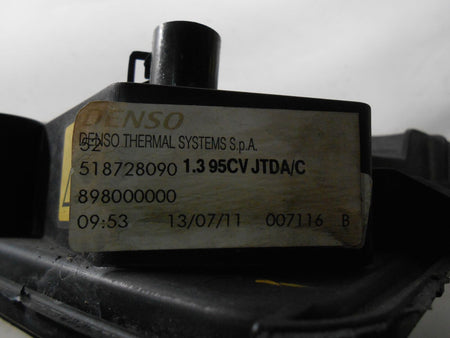 DENSO
DENSO THERMAL SYSTEMS S.p.A.
52
518728090 1.3 95CV JTDA/C
898000000
09:53 13/07/11 007116 B